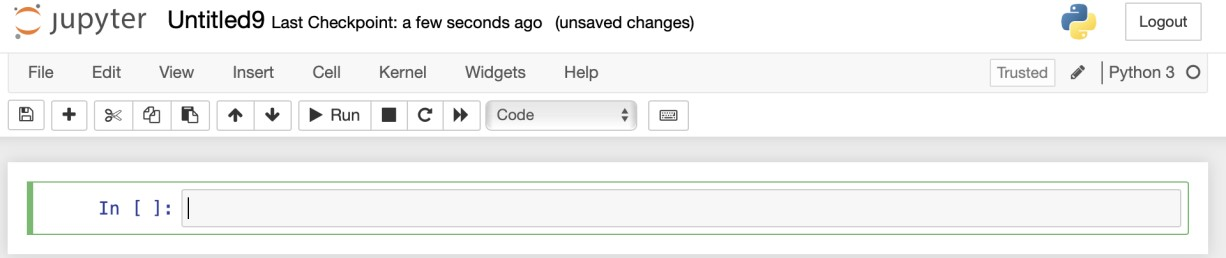 jupyter Untitled9 Last Checkpoint: a few seconds ago (unsaved changes) Logout
File Edit View Insert Cell Kernel Widgets Help Trusted Python 3
Run Code
In [ ]: